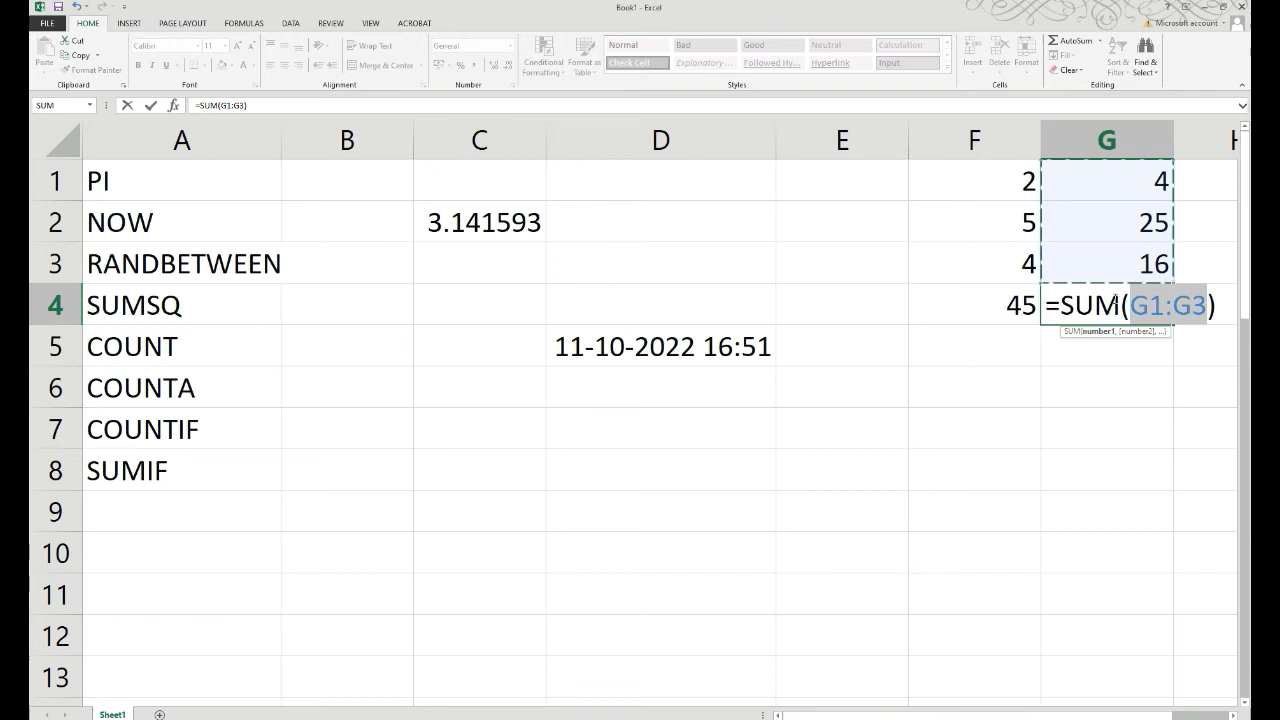 Book1 - Excel
FILE HOME INSERT PAGE LAYOUT FORMULAS DATA REVIEW VIEW ACROBAT Microsoft account
Cut
Copy
Format Painter
Paste
Calibri 11
B I U
Wrap Text
Merge & Center
General
Conditional Formatting
Format as Table
Normal Bad Good Neutral Calculation
Check Cell Explanatory ... Followed Hy... Hyperlink Input
Insert Delete Format
AutoSum
Clear
Sort & Filter
Find & Select
Clipboard Font Alignment Number Styles Cells Editing
SUM =SUM(G1:G3)
A B C D E F G H
1 PI 2 4
2 NOW 3.141593 5 25
3 RANDBETWEEN 4 16
4 SUMSQ 45 =SUM(G1:G3)
SUM(number1, [number2], ...)
5 COUNT 11-10-2022 16:51
6 COUNTA
7 COUNTIF
8 SUMIF
9
10
11
12
13
Sheet1